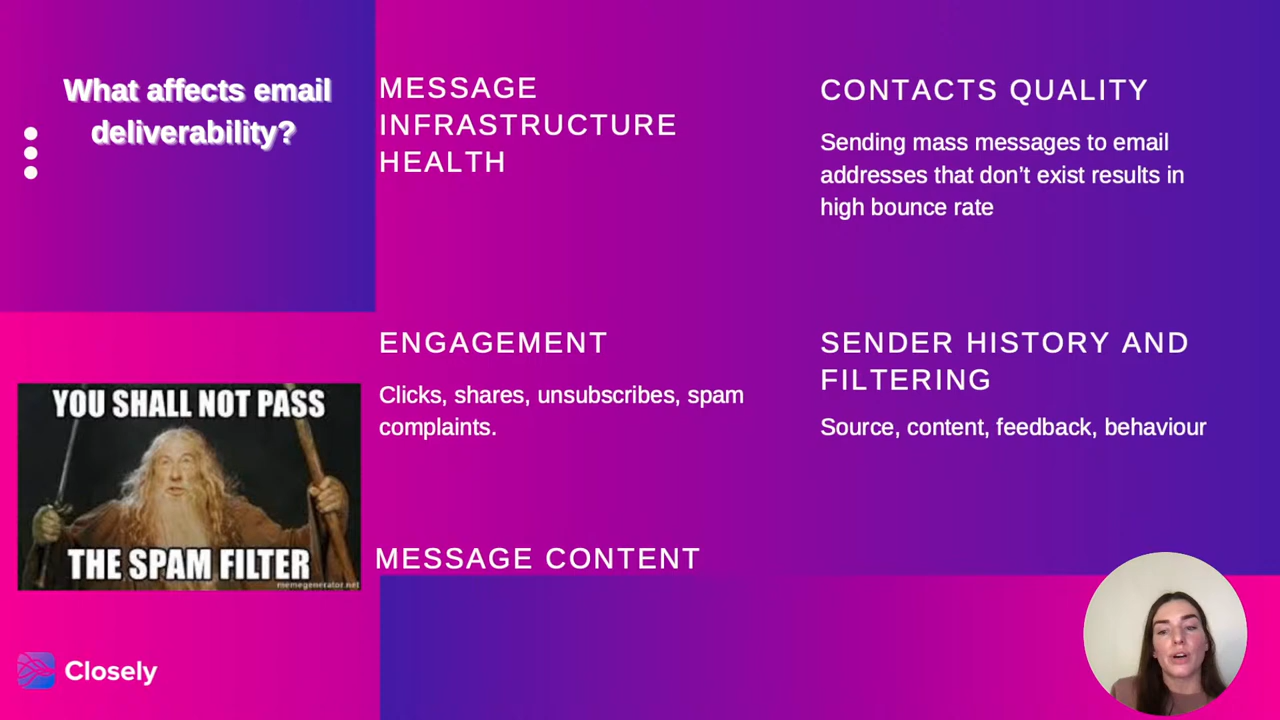 What affects email
deliverability?
MESSAGE
INFRASTRUCTURE
HEALTH
CONTACTS QUALITY
Sending mass messages to email
addresses that don’t exist results in
high bounce rate
ENGAGEMENT
Clicks, shares, unsubscribes, spam
complaints.
SENDER HISTORY AND
FILTERING
Source, content, feedback, behaviour
YOU SHALL NOT PASS
THE SPAM FILTER
memegenerator.net
MESSAGE CONTENT
Closely